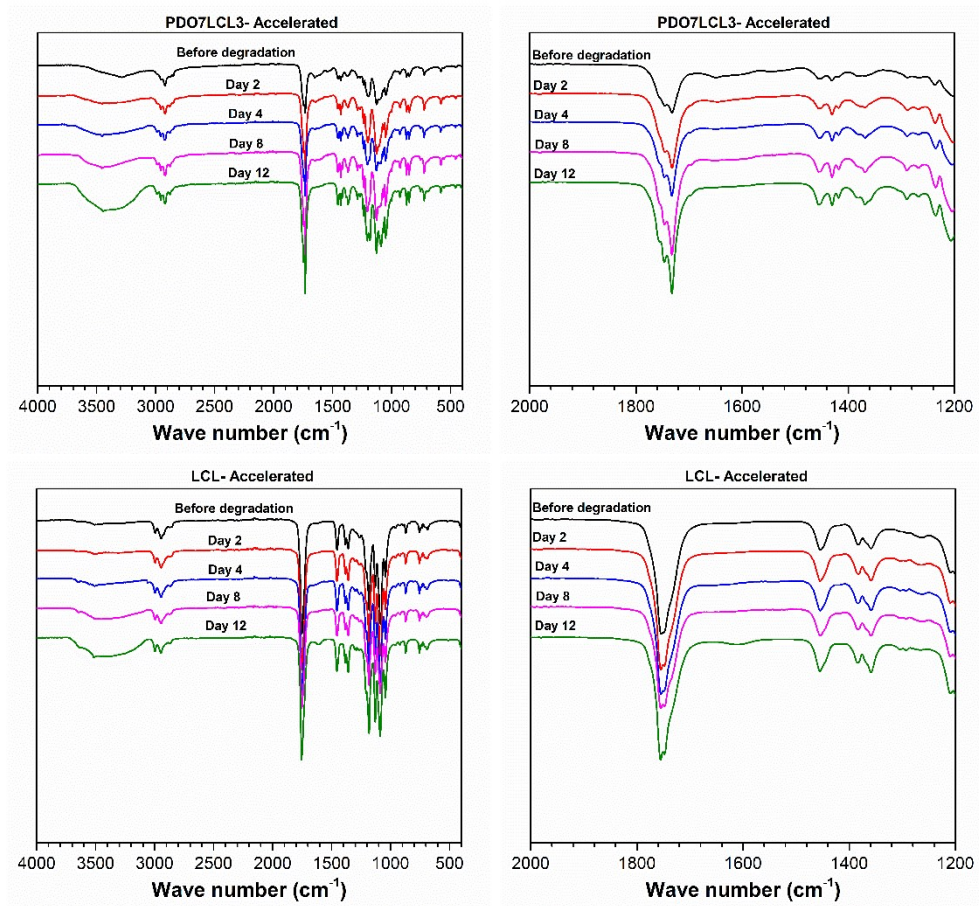 PDO7LCL3- Accelerated
Before degradation
Day 2
Day 4
Day 8
Day 12
4000 3500 3000 2500 2000 1500 1000 500
Wave number (cm⁻¹)
PDO7LCL3- Accelerated
Before degradation
Day 2
Day 4
Day 8
Day 12
2000 1800 1600 1400 1200
Wave number (cm⁻¹)
LCL- Accelerated
Before degradation
Day 2
Day 4
Day 8
Day 12
4000 3500 3000 2500 2000 1500 1000 500
Wave number (cm⁻¹)
LCL- Accelerated
Before degradation
Day 2
Day 4
Day 8
Day 12
2000 1800 1600 1400 1200
Wave number (cm⁻¹)